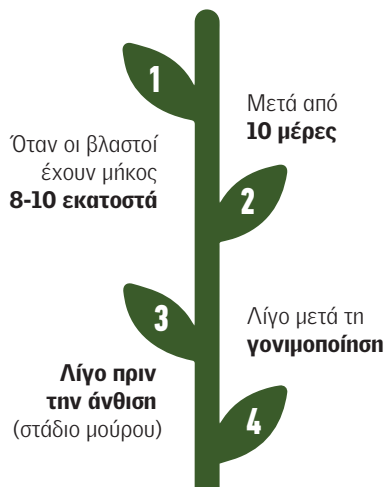 1
Όταν οι βλαστοί
έχουν μήκος
8-10 εκατοστά
Μετά από
10 μέρες
2
3
Λίγο πριν
την άνθιση
(στάδιο μούρου)
Λίγο μετά τη
γονιμοποίηση
4